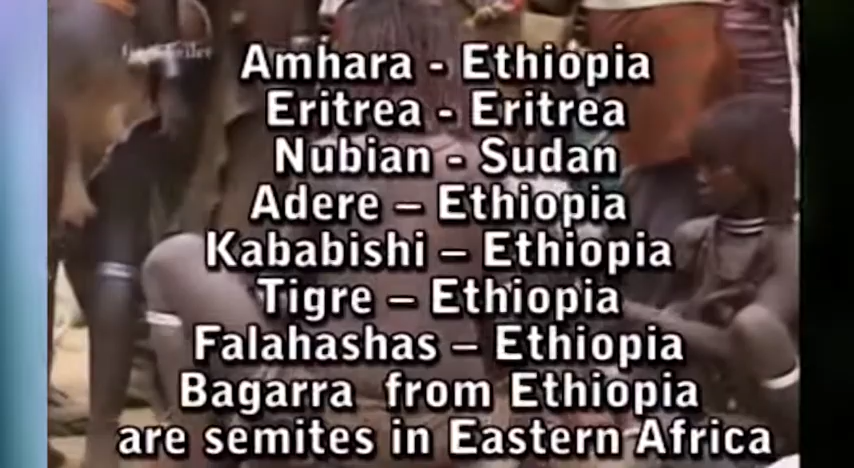 Amhara - Ethiopia
Eritrea - Eritrea
Nubian - Sudan
Adere – Ethiopia
Kababishi – Ethiopia
Tigre – Ethiopia
Falahashas – Ethiopia
Bagarra from Ethiopia
are semites in Eastern Africa